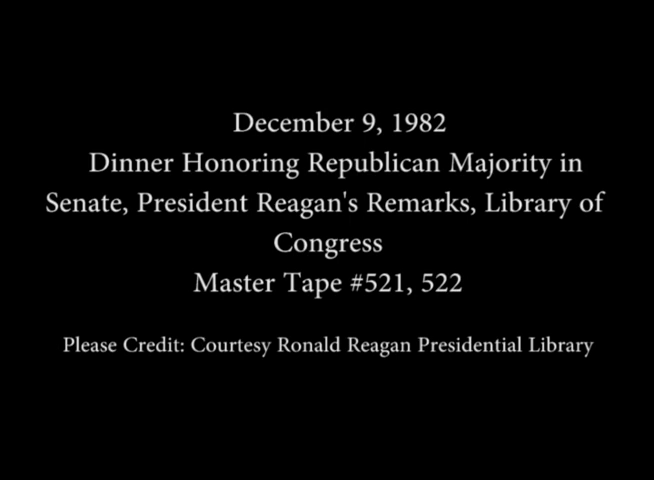 December 9, 1982
Dinner Honoring Republican Majority in
Senate, President Reagan's Remarks, Library of
Congress
Master Tape #521, 522
Please Credit: Courtesy Ronald Reagan Presidential Library